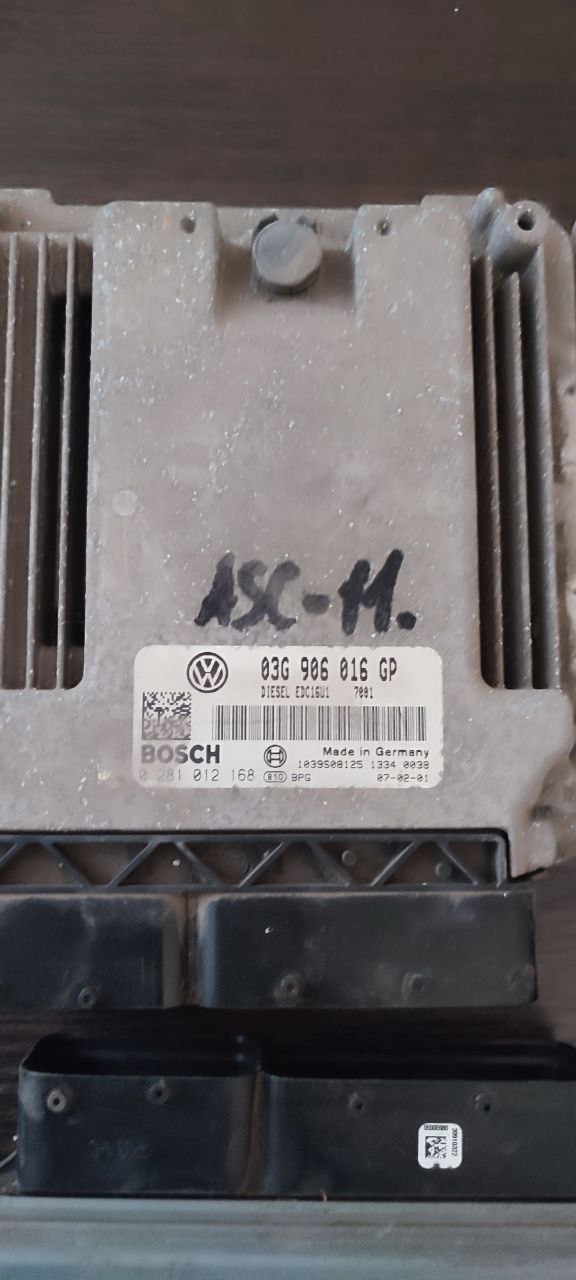 ASC-11.
03G 906 016 GP
DIESEL EDC16U1 7001
BOSCH
Made in Germany
1039S08125 1334 0038
0 281 012 168 810 BPG 07-02-01